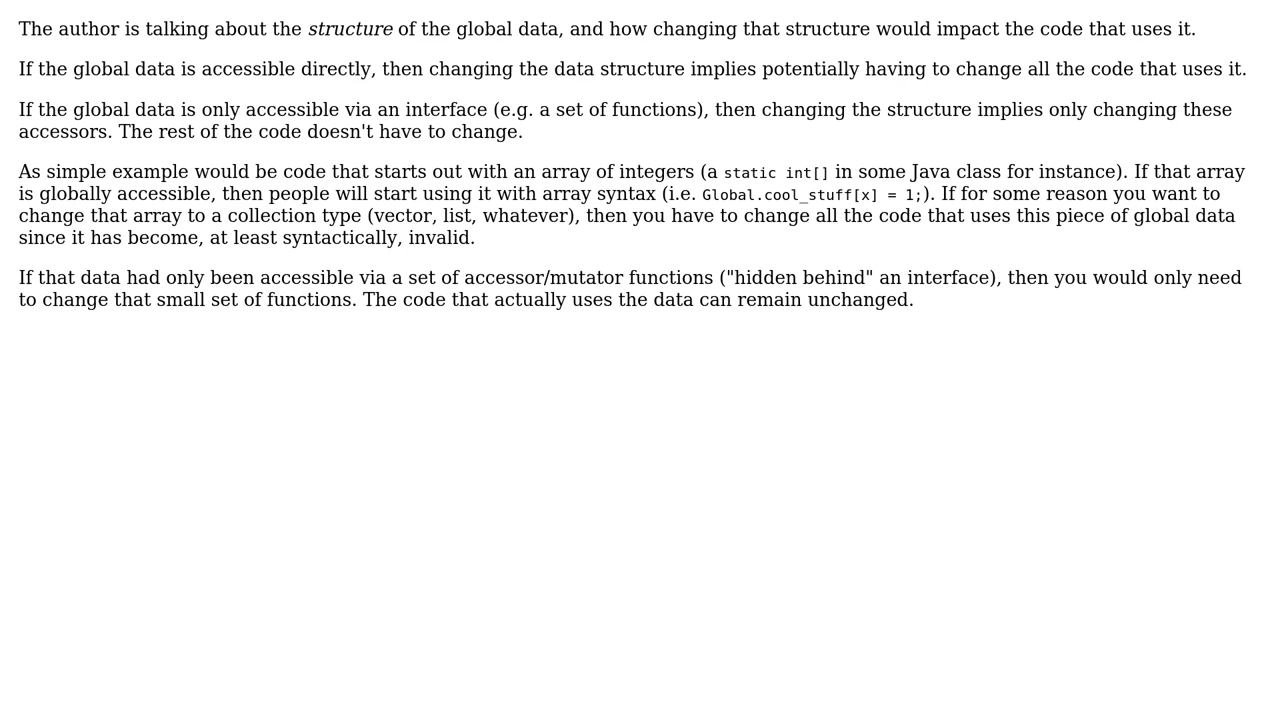 The author is talking about the structure of the global data, and how changing that structure would impact the code that uses it.
If the global data is accessible directly, then changing the data structure implies potentially having to change all the code that uses it.
If the global data is only accessible via an interface (e.g. a set of functions), then changing the structure implies only changing these
accessors. The rest of the code doesn't have to change.
As simple example would be code that starts out with an array of integers (a static int[] in some Java class for instance). If that array
is globally accessible, then people will start using it with array syntax (i.e. Global.cool_stuff[x] = 1;). If for some reason you want to
change that array to a collection type (vector, list, whatever), then you have to change all the code that uses this piece of global data
since it has become, at least syntactically, invalid.
If that data had only been accessible via a set of accessor/mutator functions ("hidden behind" an interface), then you would only need
to change that small set of functions. The code that actually uses the data can remain unchanged.